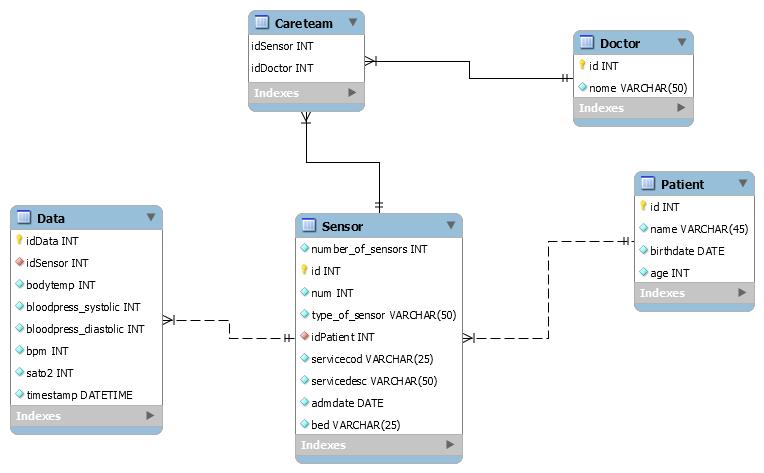 Careteam
idSensor INT
idDoctor INT
Indexes
Doctor
id INT
nome VARCHAR(50)
Indexes
Patient
id INT
name VARCHAR(45)
birthdate DATE
age INT
Indexes
Data
idData INT
idSensor INT
bodytemp INT
bloodpress_systolic INT
bloodpress_diastolic INT
bpm INT
sato2 INT
timestamp DATETIME
Indexes
Sensor
number_of_sensors INT
id INT
num INT
type_of_sensor VARCHAR(50)
idPatient INT
servicecod VARCHAR(25)
servicedesc VARCHAR(50)
admdate DATE
bed VARCHAR(25)
Indexes